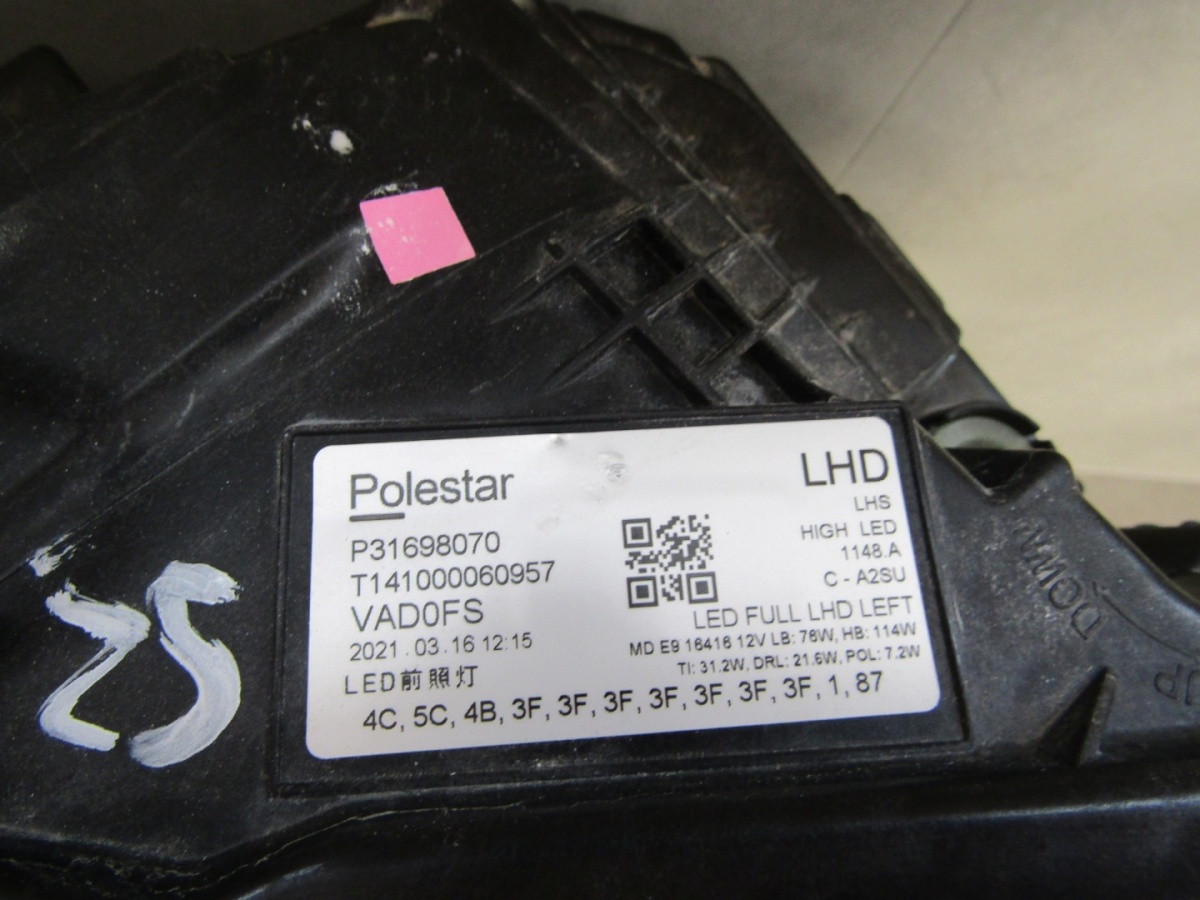 Polestar
LHD
LHS
P31698070
HIGH LED
T141000060957
1148.A
VAD0FS
C - A2SU
2021.03.16 12:15
LED FULL LHD LEFT
MD E9 16416 12V LB: 76W, HB: 114W
LED前照灯
TI: 31.2W, DRL: 21.6W, POL: 7.2W
4C, 5C, 4B, 3F, 3F, 3F, 3F, 3F, 3F, 3F, 1, 87
DOWN
UP